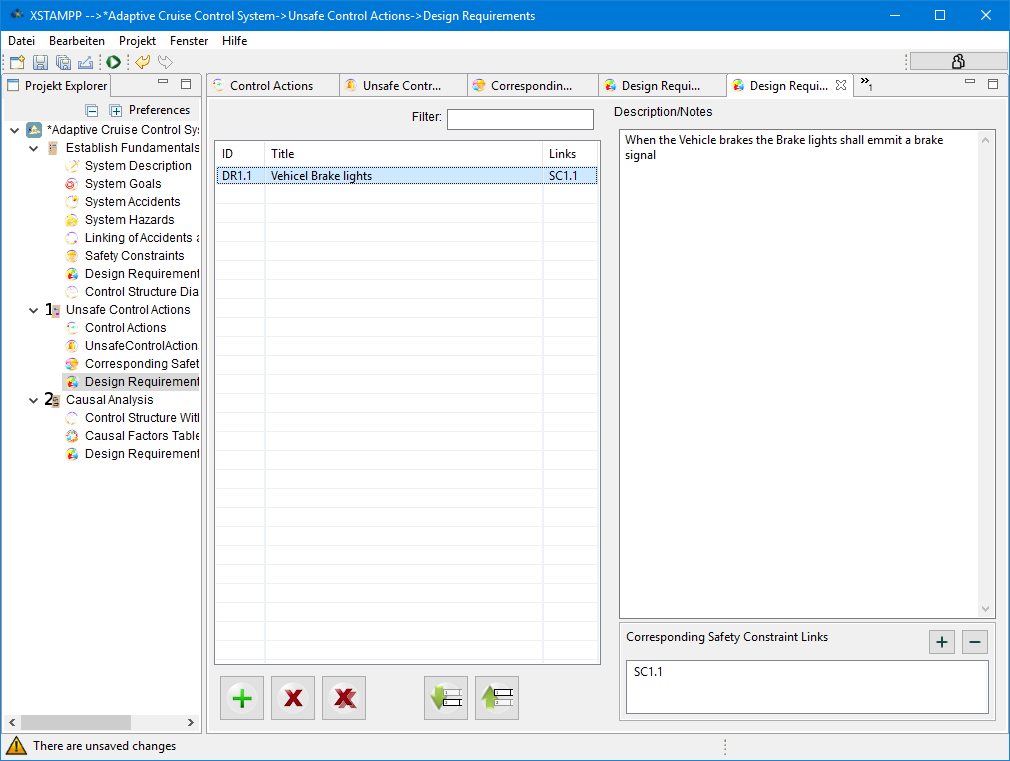 XSTAMPP -->*Adaptive Cruise Control System->Unsafe Control Actions->Design Requirements
Datei Bearbeiten Projekt Fenster Hilfe
Projekt Explorer
Preferences
*Adaptive Cruise Control Sy
Establish Fundamentals
System Description
System Goals
System Accidents
System Hazards
Linking of Accidents a
Safety Constraints
Design Requirement
Control Structure Dia
1 Unsafe Control Actions
Control Actions
UnsafeControlAction
Corresponding Safet
Design Requirement
2 Causal Analysis
Control Structure Wit
Causal Factors Table
Design Requirement
Control Actions
Unsafe Contr...
Correspondin...
Design Requi...
Design Requi...
»1
Filter:
ID Title Links
DR1.1 Vehicel Brake lights SC1.1
Description/Notes
When the Vehicle brakes the Brake lights shall emmit a brake
signal
Corresponding Safety Constraint Links
SC1.1
There are unsaved changes